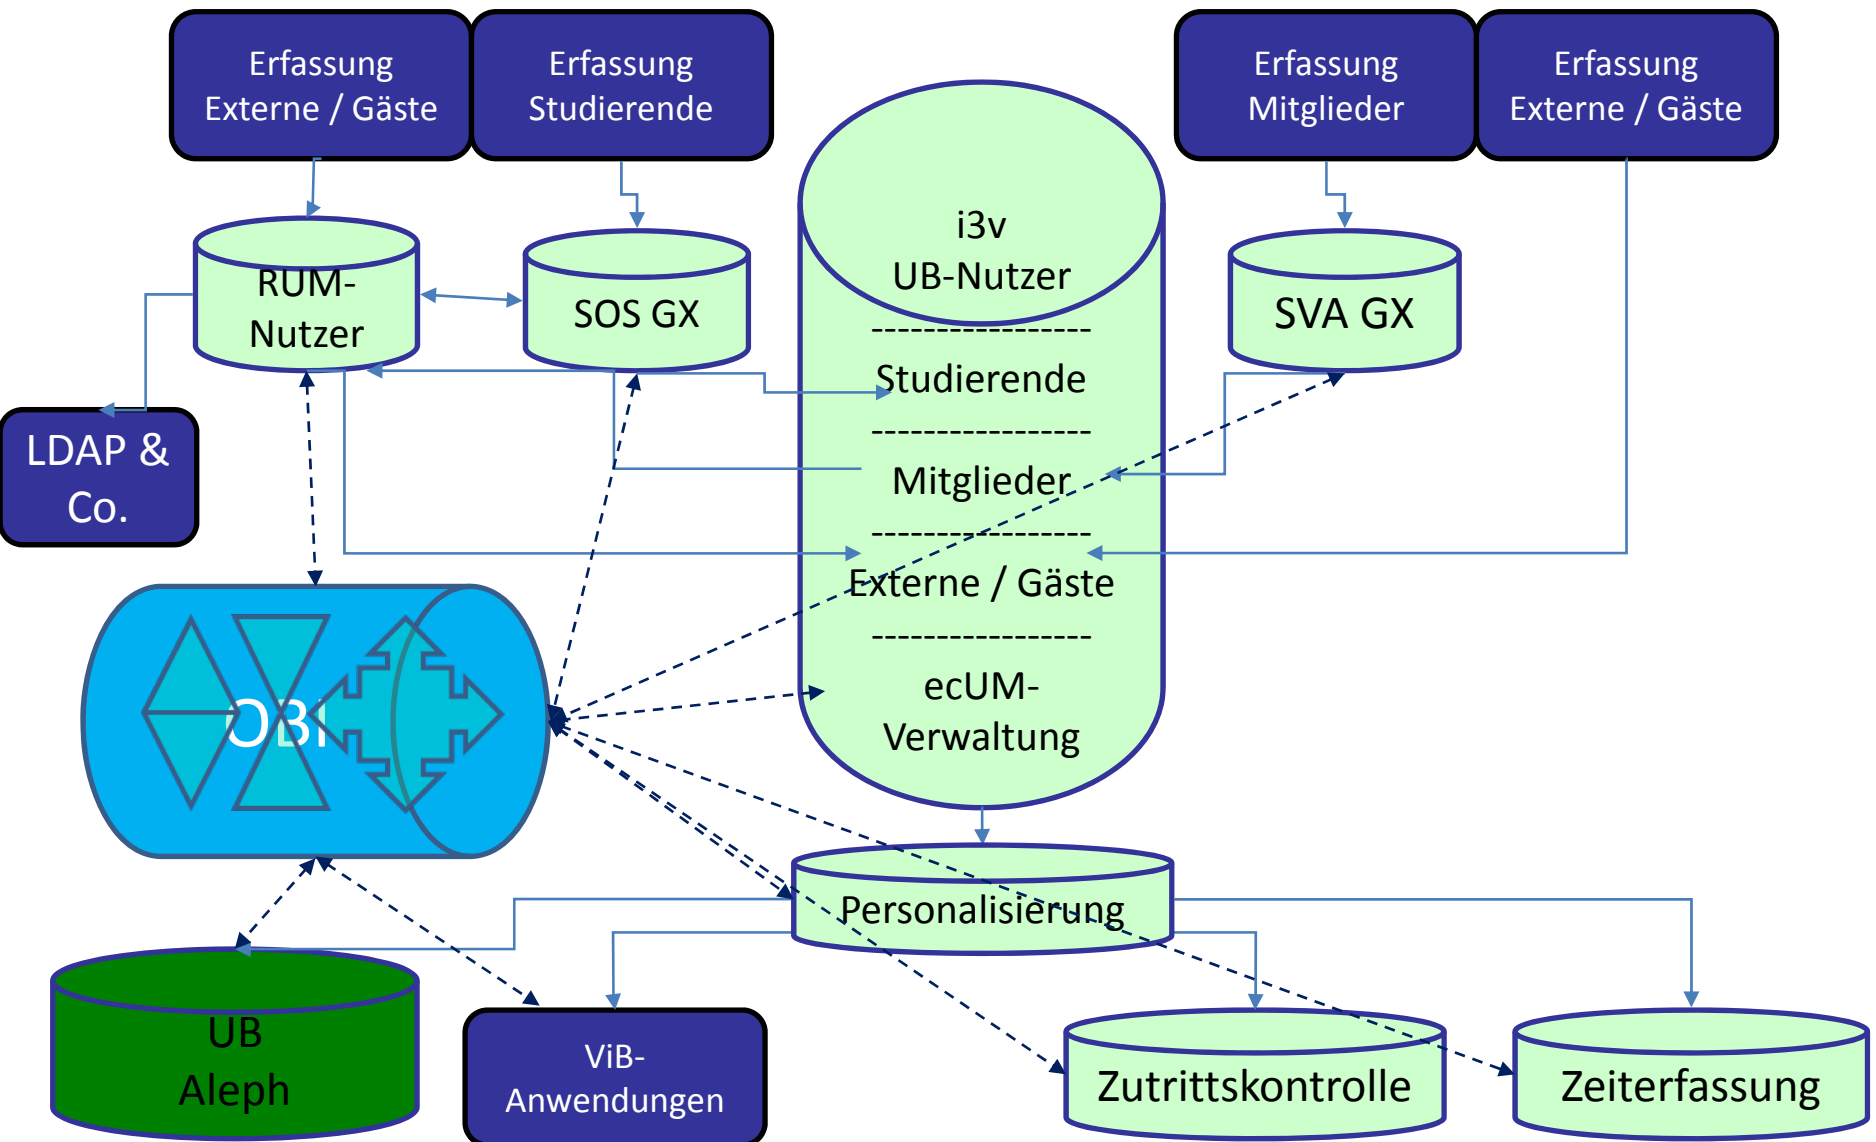 Erfassung
Externe / Gäste
Erfassung
Studierende
Erfassung
Mitglieder
Erfassung
Externe / Gäste
i3v
UB-Nutzer
-----------------
Studierende
-----------------
Mitglieder
-----------------
Externe / Gäste
-----------------
ecUM-
Verwaltung
RUM-
Nutzer
SOS GX
SVA GX
LDAP &
Co.
OBI
Personalisierung
UB
Aleph
ViB-
Anwendungen
Zutrittskontrolle
Zeiterfassung